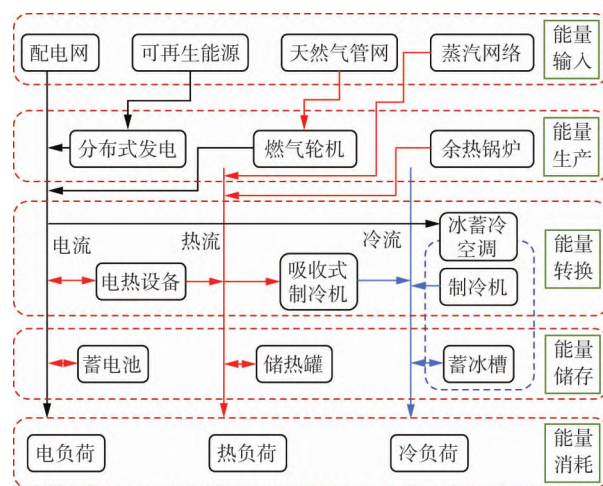 配电网
可再生能源
天然气管网
蒸汽网络
能量
输入
分布式发电
燃气轮机
余热锅炉
能量
生产
电流
热流
冷流
冰蓄冷
空调
电热设备
吸收式
制冷机
制冷机
能量
转换
蓄电池
储热罐
蓄冰槽
能量
储存
电负荷
热负荷
冷负荷
能量
消耗